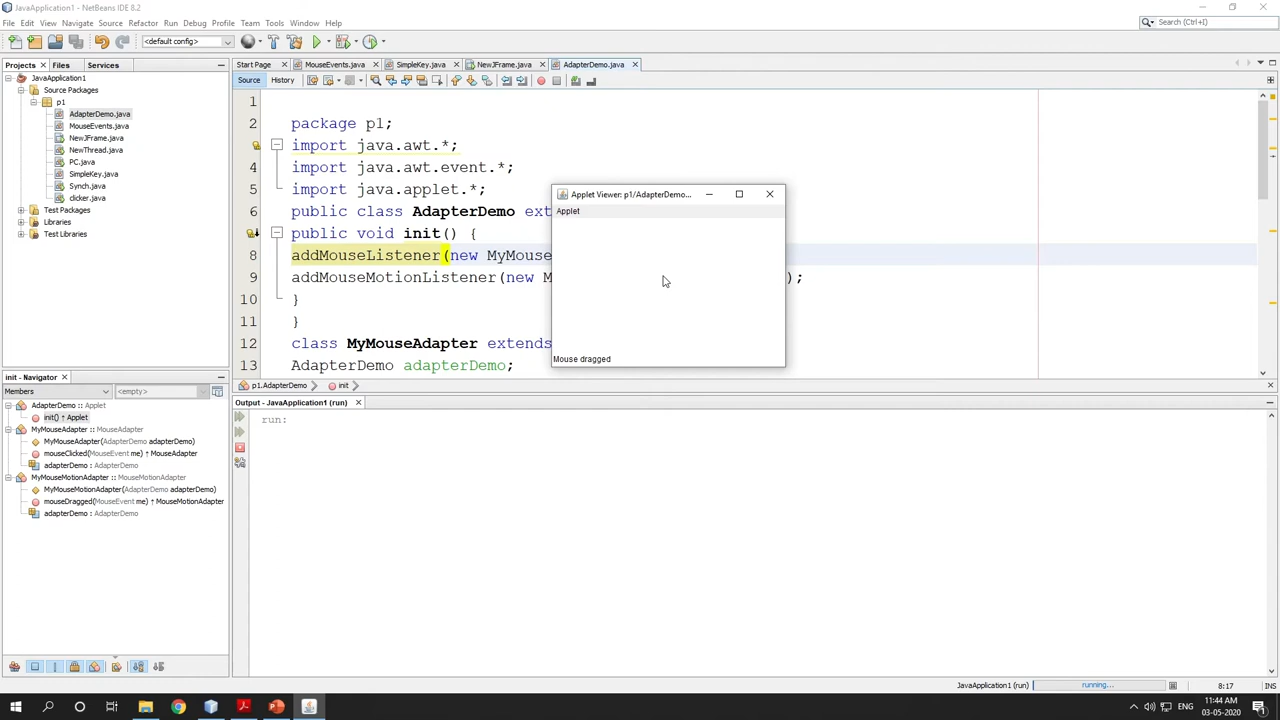 JavaApplication1 - NetBeans IDE 8.2
File Edit View Navigate Source Refactor Run Debug Profile Team Tools Window Help
Search (Ctrl+I)
<default config>
Projects Files Services
Start Page MouseEvents.java SimpleKey.java NewJFrame.java AdapterDemo.java
Source History
JavaApplication1
Source Packages
p1
AdapterDemo.java
MouseEvents.java
NewJFrame.java
NewThread.java
PC.java
SimpleKey.java
Synch.java
clicker.java
Test Packages
Libraries
Test Libraries
1
2 package p1;
import java.awt.*;
4 import java.awt.event.*;
5 import java.applet.*;
6 public class AdapterDemo ext
public void init() {
8 addMouseListener(new MyMouse
9 addMouseMotionListener(new M );
10 }
11 }
12 class MyMouseAdapter extends
13 AdapterDemo adapterDemo;
Applet Viewer: p1/AdapterDemo...
Applet
Mouse dragged
p1.AdapterDemo init
init - Navigator
Members <empty>
AdapterDemo :: Applet
init() ↑ Applet
MyMouseAdapter :: MouseAdapter
MyMouseAdapter(AdapterDemo adapterDemo)
mouseClicked(MouseEvent me) ↑ MouseAdapter
adapterDemo : AdapterDemo
MyMouseMotionAdapter :: MouseMotionAdapter
MyMouseMotionAdapter(AdapterDemo adapterDemo)
mouseDragged(MouseEvent me) ↑ MouseMotionAdapter
adapterDemo : AdapterDemo
Output - JavaApplication1 (run)
run:
JavaApplication1 (run) running... 8:17 INS
ENG
11:44 AM
03-05-2020